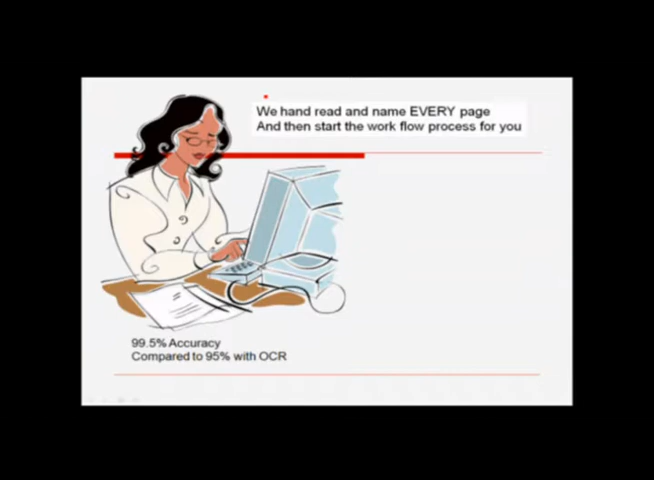 We hand read and name EVERY page
And then start the work flow process for you
99.5% Accuracy
Compared to 95% with OCR